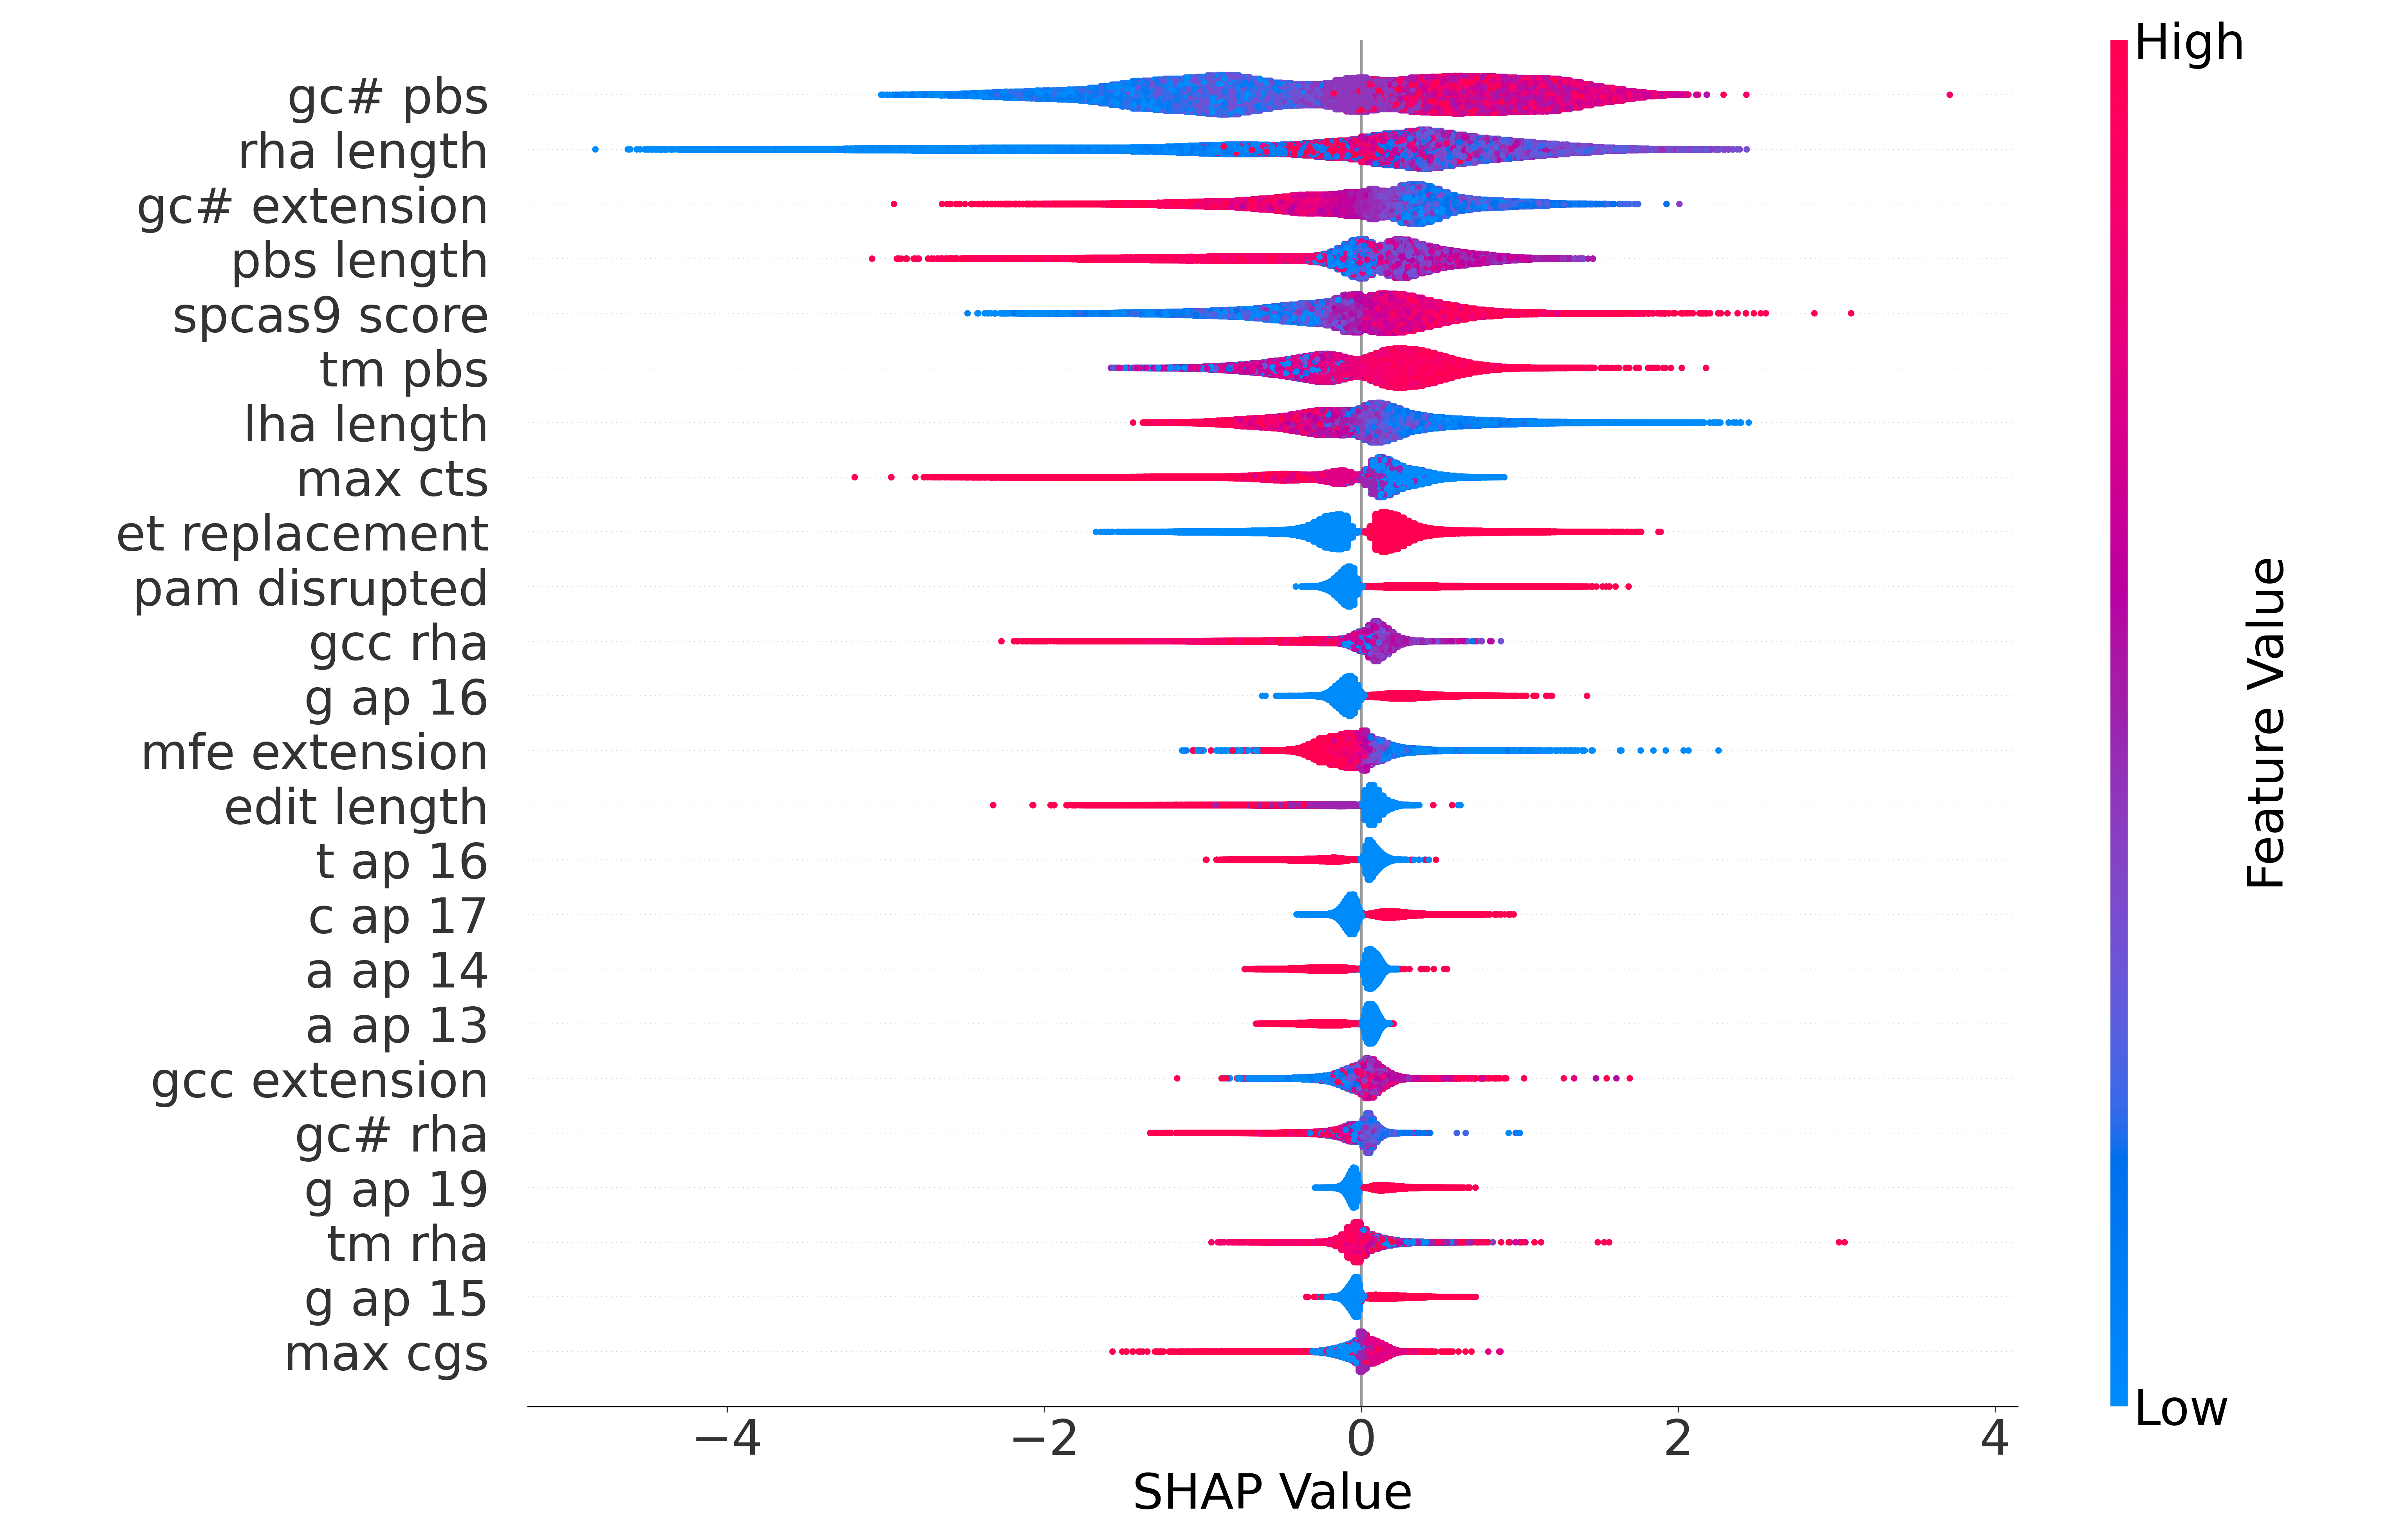 High
gc# pbs
rha length
gc# extension
pbs length
spcas9 score
tm pbs
lha length
max cts
et replacement
pam disrupted
gcc rha
g ap 16
mfe extension
edit length
t ap 16
c ap 17
a ap 14
a ap 13
gcc extension
gc# rha
g ap 19
tm rha
g ap 15
max cgs
Feature Value
Low
−4 −2 0 2 4
SHAP Value